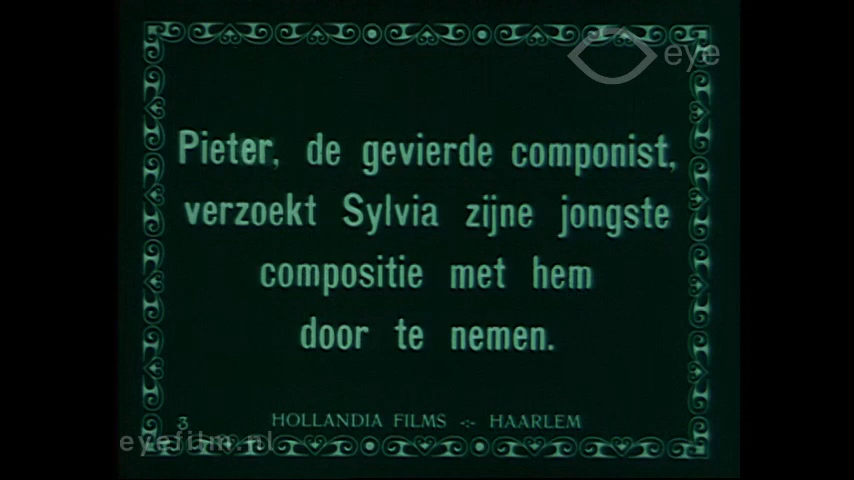 eye
Pieter, de gevierde componist,
verzoekt Sylvia zijne jongste
compositie met hem
door te nemen.
3
HOLLANDIA FILMS -:- HAARLEM
eyefilm.nl